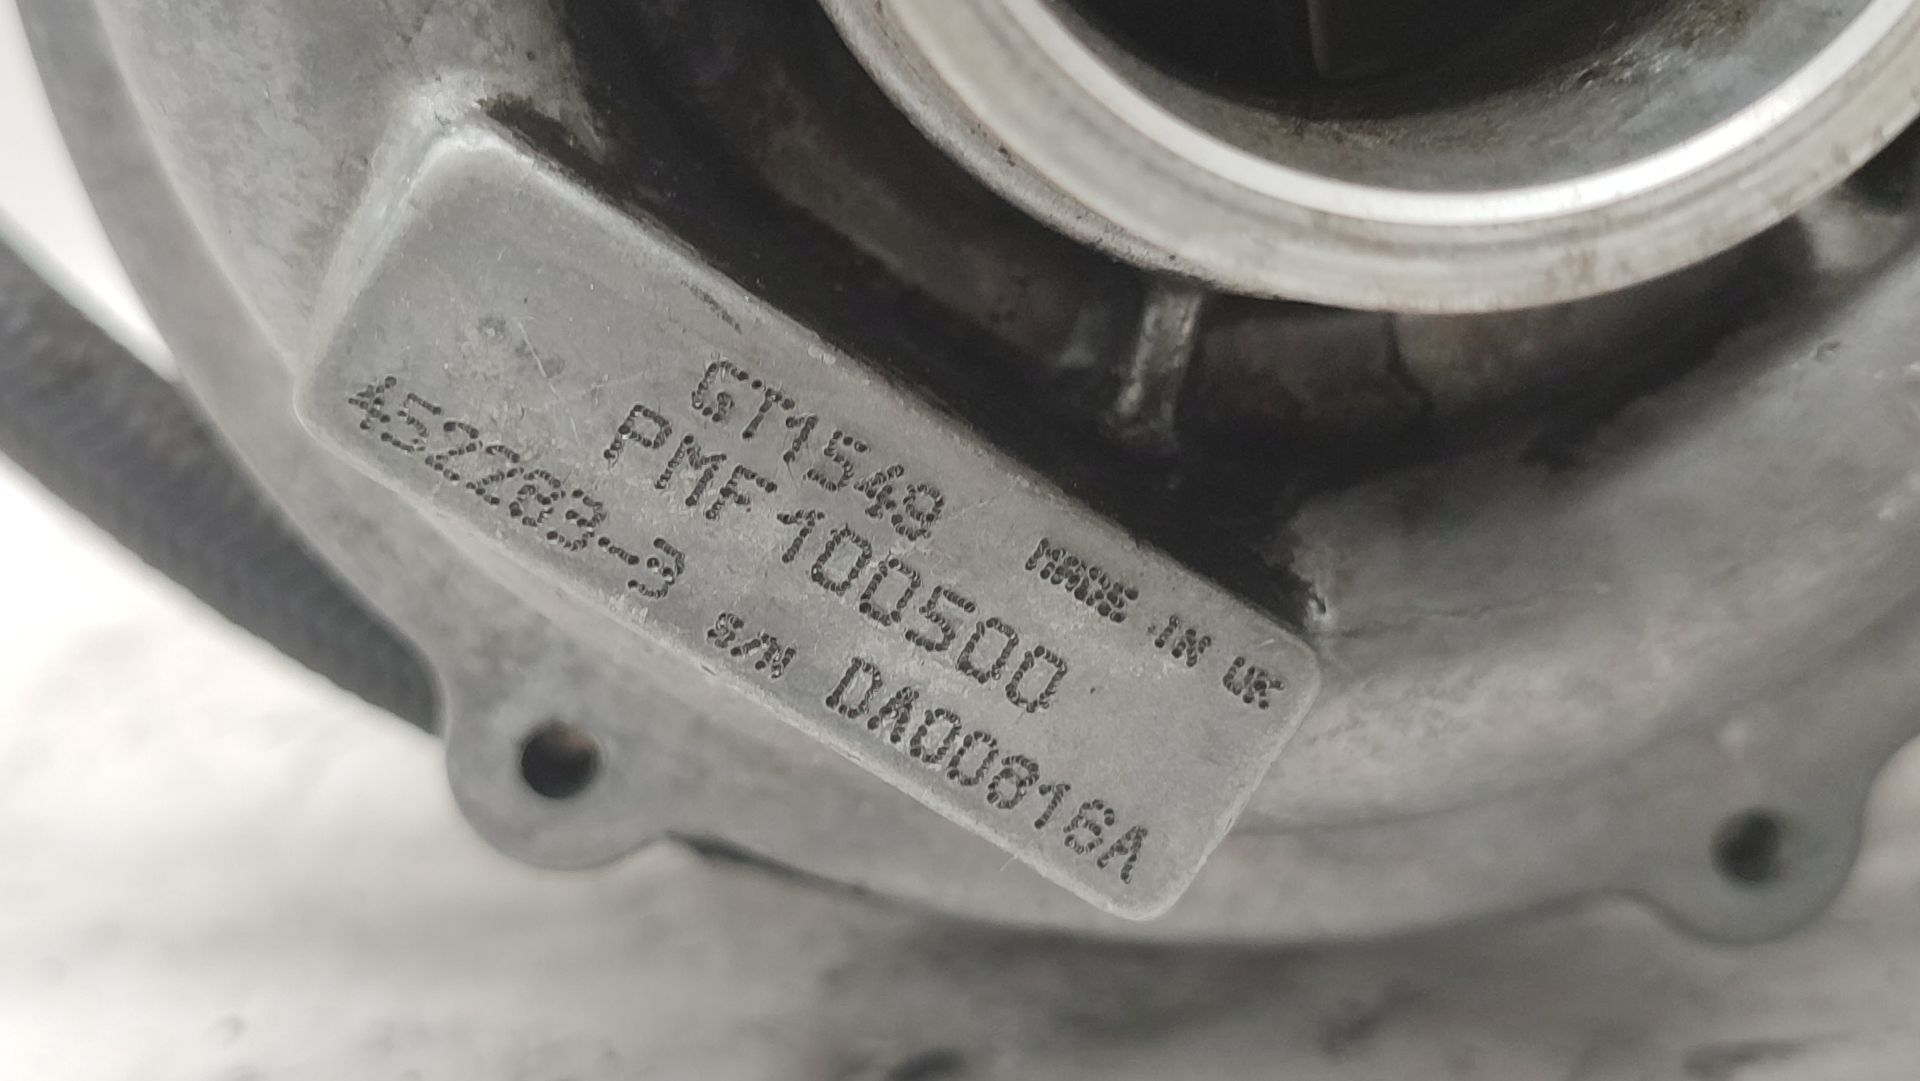 GT1549 MADE IN UK
PMF100500
452283-3 S/N DA00816A